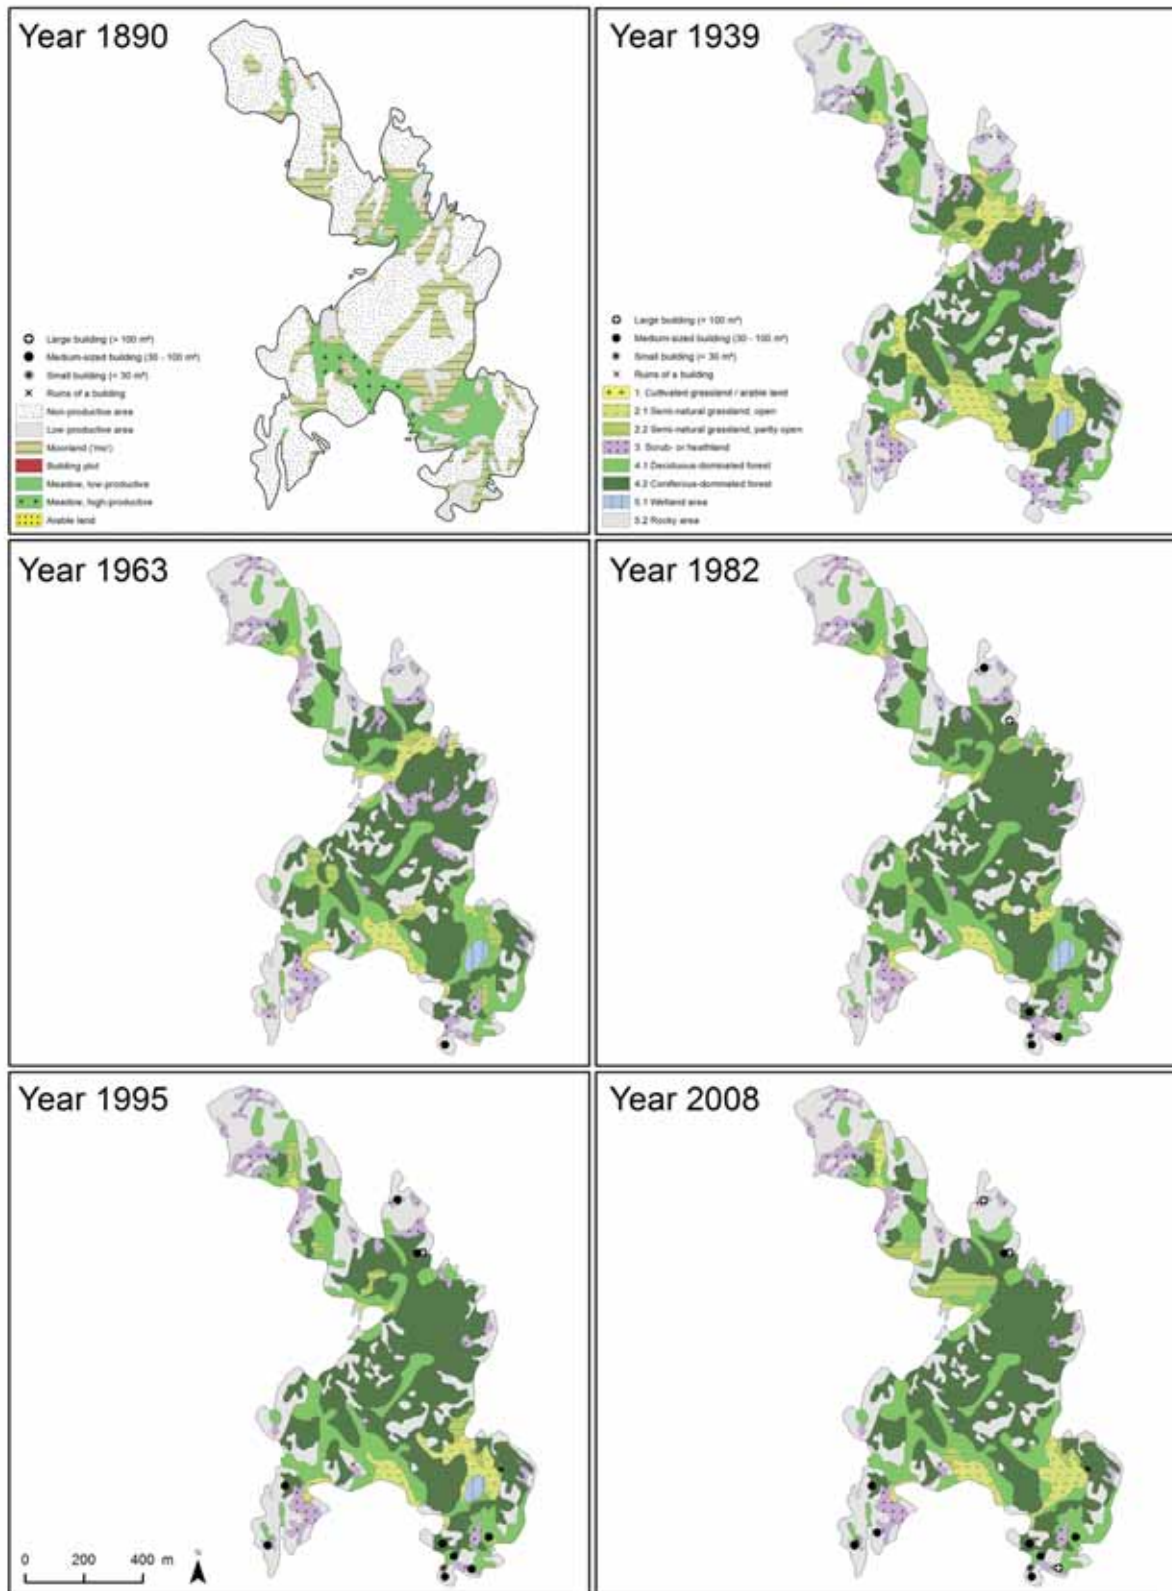 Year 1890
Large building (> 100 m²)
Medium-sized building (30 - 100 m²)
Small building (< 30 m²)
Ruins of a building
Non-productive area
Low-productive area
Moorland ('mo')
Building plot
Meadow, low-productive
Meadow, high-productive
Arable land
Year 1939
Large building (> 100 m²)
Medium-sized building (30 - 100 m²)
Small building (< 30 m²)
Ruins of a building
1. Cultivated grassland / arable land
2.1 Semi-natural grassland, open
2.2 Semi-natural grassland, partly open
3. Scrub- or heathland
4.1 Deciduous-dominated forest
4.2 Coniferous-dominated forest
5.1 Wetland area
5.2 Rocky area
Year 1963
Year 1982
Year 1995
0 200 400 m
N
Year 2008